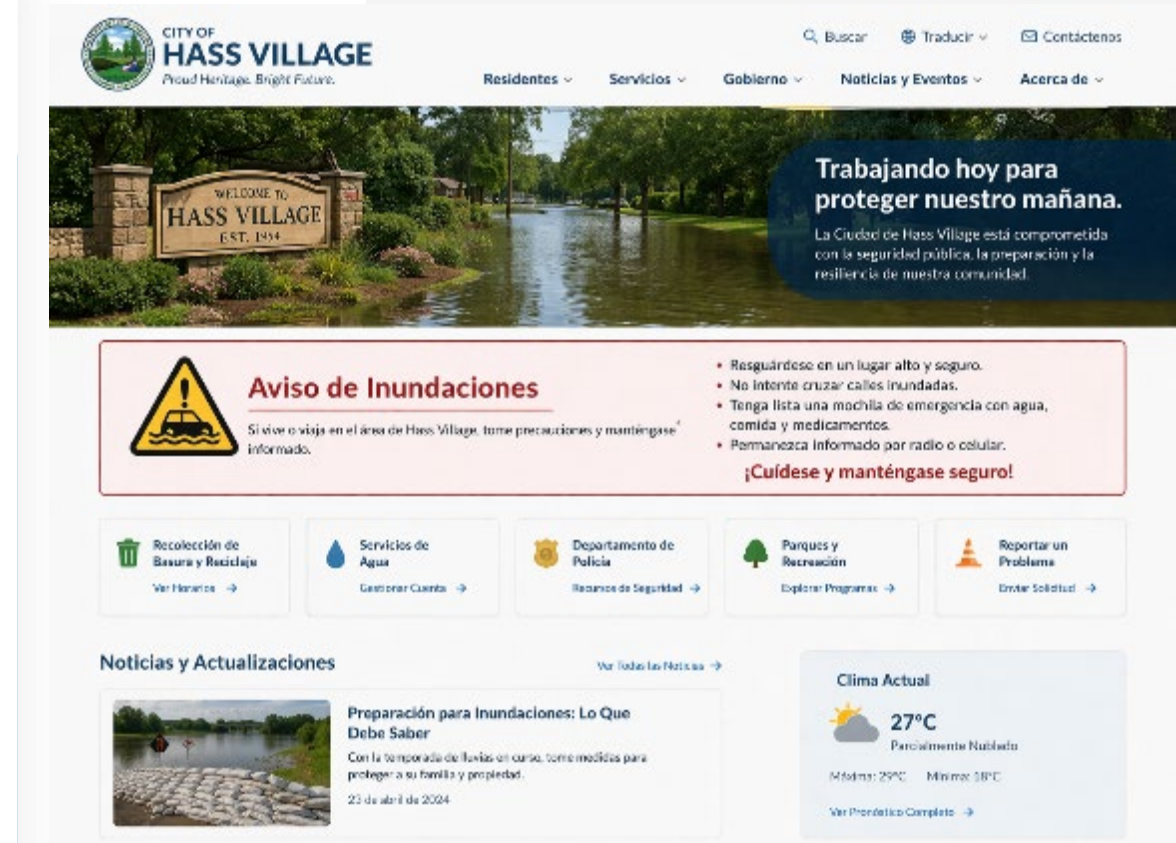 CITY OF
HASS VILLAGE
Proud Heritage. Bright Future.
Buscar
Traducir
Contáctenos
Residentes
Servicios
Gobierno
Noticias y Eventos
Acerca de
WELCOME TO
HASS VILLAGE
EST. 1954
Trabajando hoy para
proteger nuestro mañana.
La Ciudad de Hass Village está comprometida
con la seguridad pública, la preparación y la
resiliencia de nuestra comunidad.
Aviso de Inundaciones
Si vive o viaja en el área de Hass Village, tome precauciones y manténgase
informado.
• Resguárdese en un lugar alto y seguro.
• No intente cruzar calles inundadas.
• Tenga lista una mochila de emergencia con agua,
comida y medicamentos.
• Permanezca informado por radio o celular.
¡Cuídese y manténgase seguro!
Recolección de
Basura y Reciclaje
Ver Horarios →
Servicios de
Agua
Gestionar Cuenta →
Departamento de
Policía
Recursos de Seguridad →
Parques y
Recreación
Explorar Programas →
Reportar un
Problema
Enviar Solicitud →
Noticias y Actualizaciones
Ver Todas las Noticias →
Preparación para Inundaciones: Lo Que
Debe Saber
Con la temporada de lluvias en curso, tome medidas para
proteger a su familia y propiedad.
23 de abril de 2024
Clima Actual
27°C
Parcialmente Nublado
Máxima: 29°C Mínima: 18°C
Ver Pronóstico Completo →